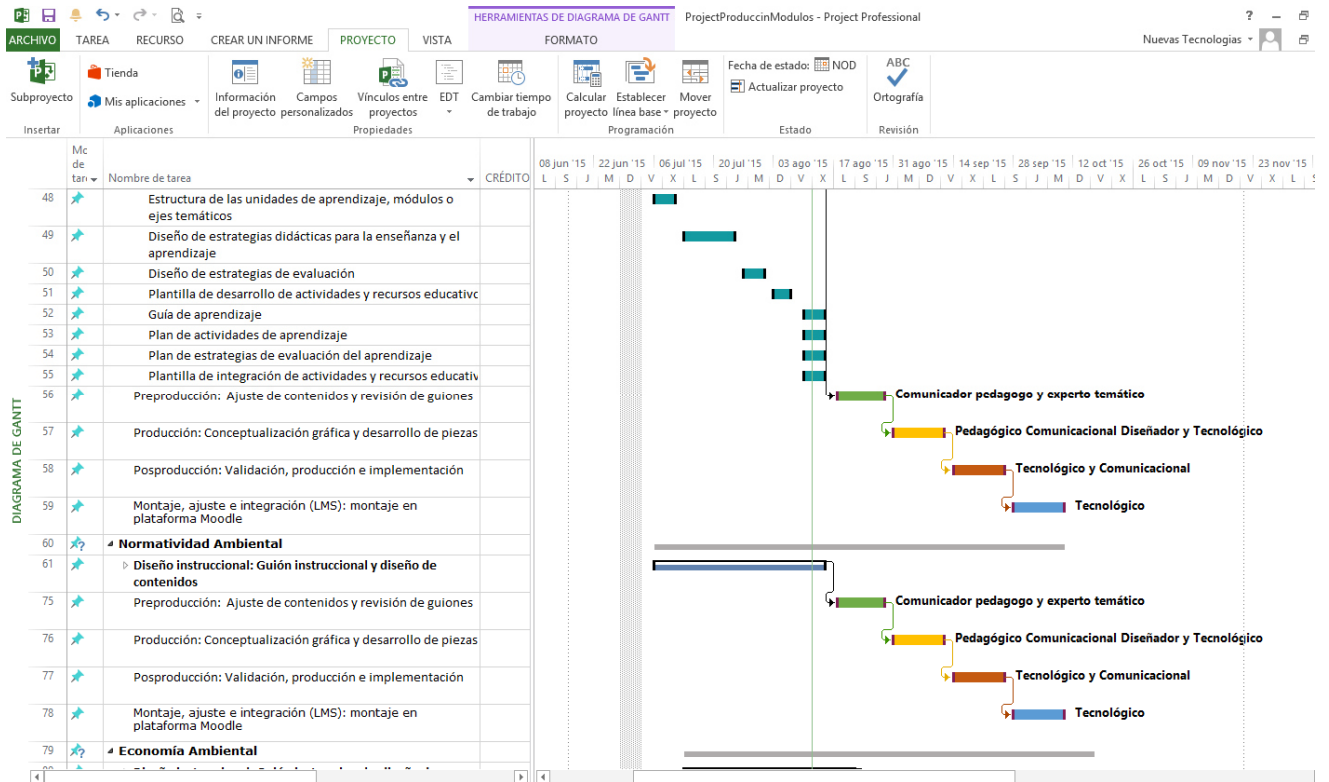 HERRAMIENTAS DE DIAGRAMA DE GANTT
ProjectProduccinModulos - Project Professional
ARCHIVO TAREA RECURSO CREAR UN INFORME PROYECTO VISTA FORMATO
Nuevas Tecnologias
Subproyecto
Tienda
Mis aplicaciones
Información del proyecto
Campos personalizados
Vínculos entre proyectos
EDT
Cambiar tiempo de trabajo
Calcular proyecto
Establecer línea base
Mover proyecto
Fecha de estado: NOD
Actualizar proyecto
ABC
Ortografía
Insertar Aplicaciones Propiedades Programación Estado Revisión
Mc
de
tar
Nombre de tarea
CRÉDITO
08 jun '15 22 jun '15 06 jul '15 20 jul '15 03 ago '15 17 ago '15 31 ago '15 14 sep '15 28 sep '15 12 oct '15 26 oct '15 09 nov '15 23 nov '15
L S J M D V X L S J M D V X L S J M D V X L S J M D V X L S
DIAGRAMA DE GANTT
48 Estructura de las unidades de aprendizaje, módulos o
ejes temáticos
49 Diseño de estrategias didácticas para la enseñanza y el
aprendizaje
50 Diseño de estrategias de evaluación
51 Plantilla de desarrollo de actividades y recursos educativo
52 Guía de aprendizaje
53 Plan de actividades de aprendizaje
54 Plan de estrategias de evaluación del aprendizaje
55 Plantilla de integración de actividades y recursos educativ
56 Preproducción: Ajuste de contenidos y revisión de guiones Comunicador pedagogo y experto temático
57 Producción: Conceptualización gráfica y desarrollo de piezas Pedagógico Comunicacional Diseñador y Tecnológico
58 Posproducción: Validación, producción e implementación Tecnológico y Comunicacional
59 Montaje, ajuste e integración (LMS): montaje en Tecnológico
plataforma Moodle
60 Normatividad Ambiental
61 Diseño instruccional: Guión instruccional y diseño de
contenidos
75 Preproducción: Ajuste de contenidos y revisión de guiones Comunicador pedagogo y experto temático
76 Producción: Conceptualización gráfica y desarrollo de piezas Pedagógico Comunicacional Diseñador y Tecnológico
77 Posproducción: Validación, producción e implementación Tecnológico y Comunicacional
78 Montaje, ajuste e integración (LMS): montaje en Tecnológico
plataforma Moodle
79 Economía Ambiental